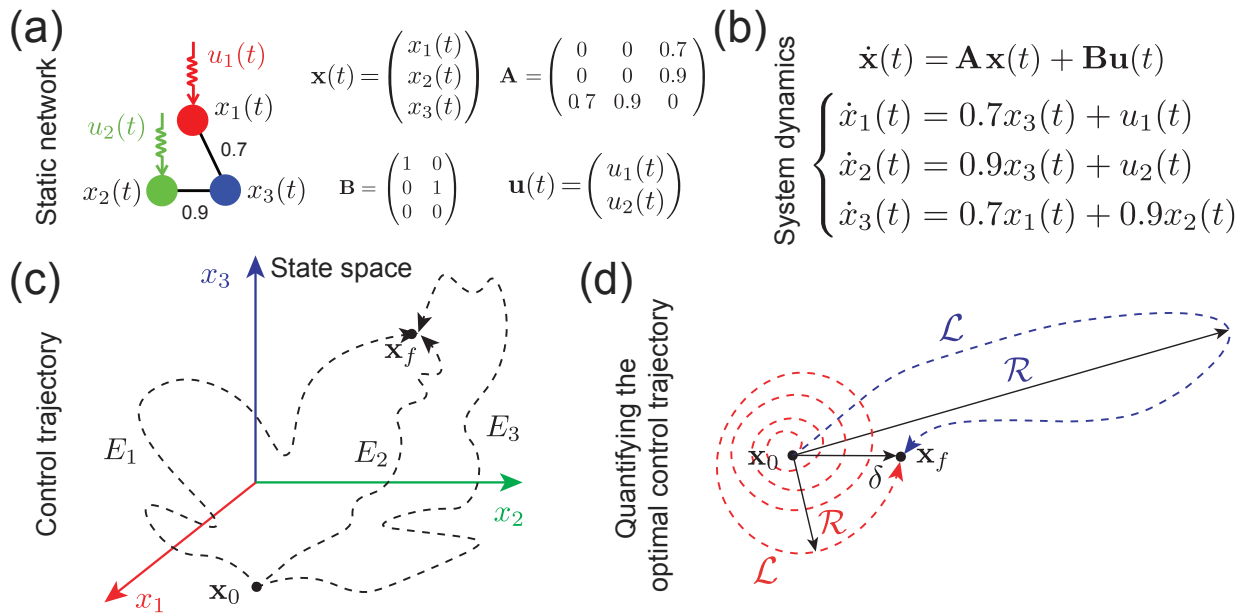 (a)
Static network
u₁(t)
x₁(t)
u₂(t)
0.7
x₂(t)
x₃(t)
0.9
x(t) = ( x₁(t) x₂(t) x₃(t) )
A = ( 0 0 0.7
0 0 0.9
0.7 0.9 0 )
B = ( 1 0
0 1
0 0 )
u(t) = ( u₁(t) u₂(t) )
(b)
System dynamics
ẋ(t) = A x(t) + Bu(t)
ẋ₁(t) = 0.7x₃(t) + u₁(t)
ẋ₂(t) = 0.9x₃(t) + u₂(t)
ẋ₃(t) = 0.7x₁(t) + 0.9x₂(t)
(c)
Control trajectory
State space
x₃
x_f
E₁
E₂
E₃
x₂
x₀
x₁
(d)
Quantifying the
optimal control trajectory
ℒ
ℛ
x₀
x_f
δ
ℛ
ℒ